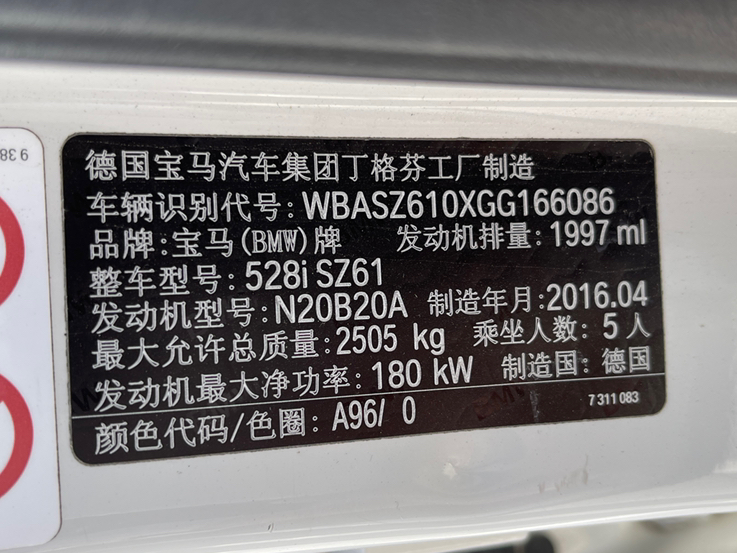 德国宝马汽车集团丁格芬工厂制造
车辆识别代号: WBASZ610XGG166086
品牌: 宝马(BMW)牌 发动机排量: 1997 ml
整车型号: 528i SZ61
发动机型号: N20B20A 制造年月: 2016.04
最大允许总质量: 2505 kg 乘坐人数: 5 人
发动机最大净功率: 180 kW 制造国: 德国
颜色代码/色圈: A96/ 0 7 311 083